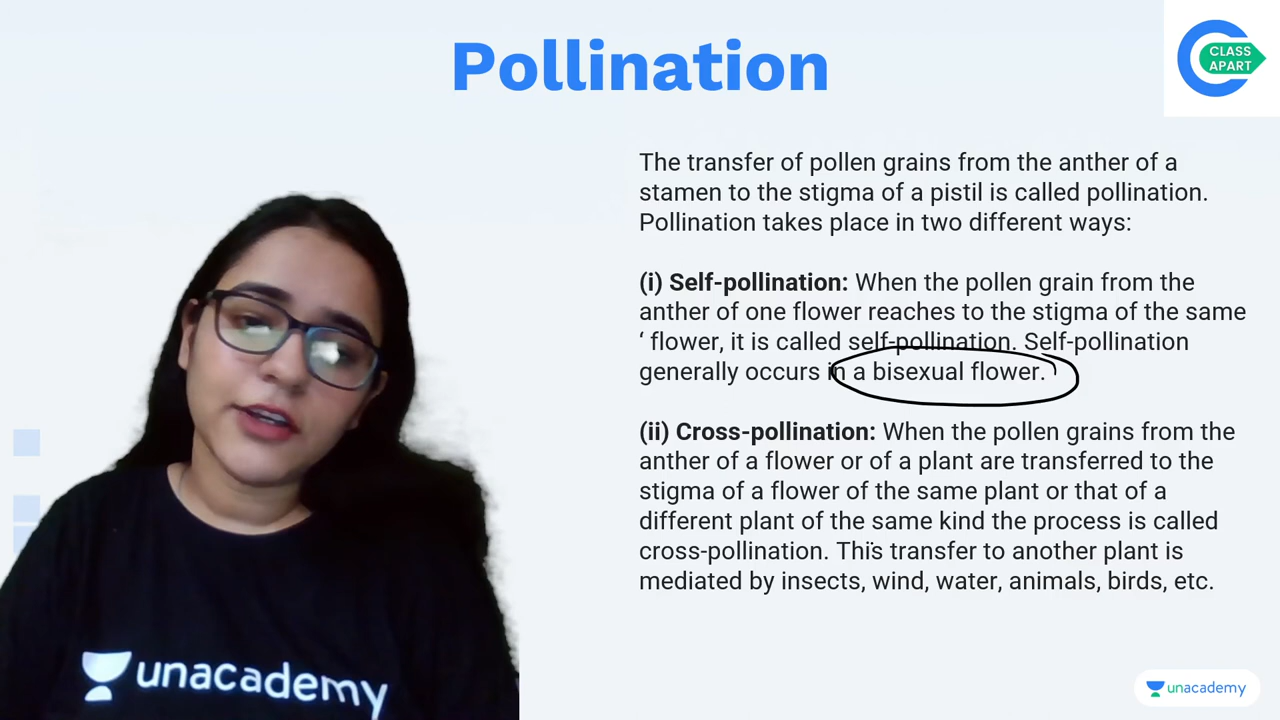 Pollination
CLASS
APART
The transfer of pollen grains from the anther of a
stamen to the stigma of a pistil is called pollination.
Pollination takes place in two different ways:
(i) Self-pollination: When the pollen grain from the
anther of one flower reaches to the stigma of the same
‘ flower, it is called self-pollination. Self-pollination
generally occurs in a bisexual flower.
(ii) Cross-pollination: When the pollen grains from the
anther of a flower or of a plant are transferred to the
stigma of a flower of the same plant or that of a
different plant of the same kind the process is called
cross-pollination. This transfer to another plant is
mediated by insects, wind, water, animals, birds, etc.
unacademy
unacademy